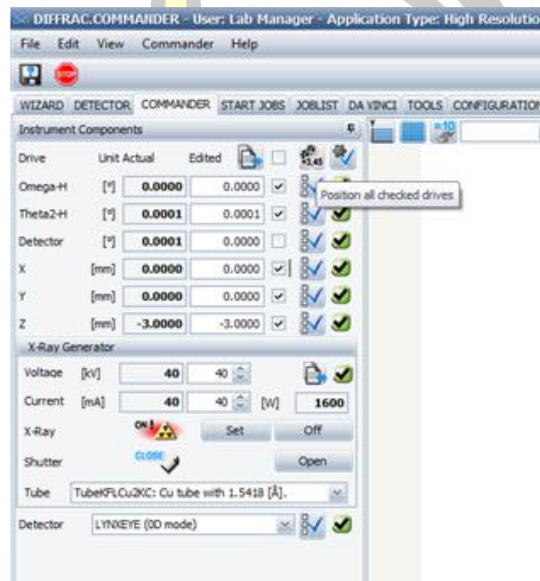 DIFFRAC.COMMANDER - User: Lab Manager - Application Type: High Resolutio
File Edit View Commander Help
STOP
WIZARD DETECTOR COMMANDER START JOBS JOBLIST DA VINCI TOOLS CONFIGURATION
Instrument Components
Drive Unit Actual Edited +3,45
Omega-H [°] 0.0000 0.0000
Position all checked drives
Theta2-H [°] 0.0001 0.0001
Detector [°] 0.0001 0.0000
X [mm] 0.0000 0.0000
Y [mm] 0.0000 0.0000
Z [mm] -3.0000 -3.0000
X-Ray Generator
Voltage [kV] 40 40
Current [mA] 40 40 [W] 1600
X-Ray ON Set Off
Shutter CLOSE Open
Tube TubeKFLCu2KC: Cu tube with 1.5418 [Å].
Detector LYNXEYE (0D mode)